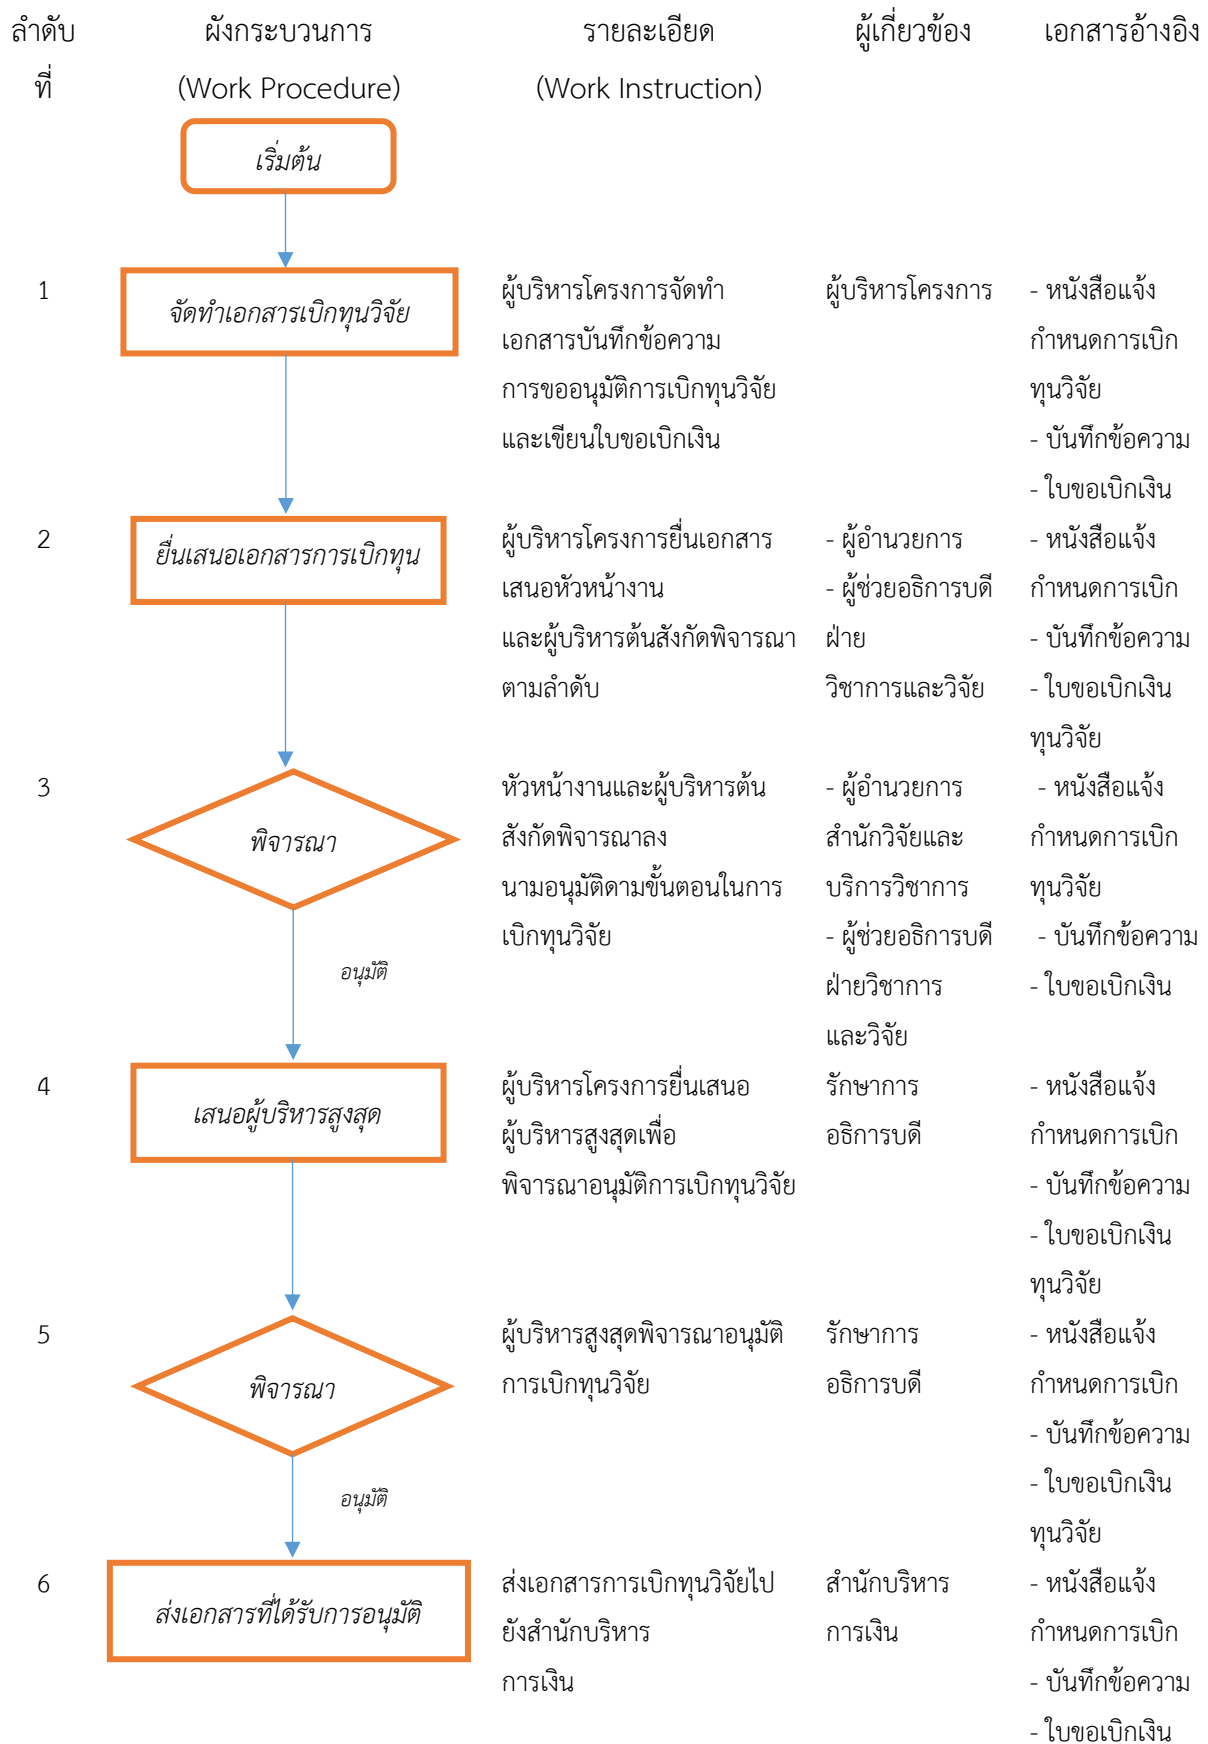 ลำดับ ผังกระบวนการ รายละเอียด ผู้เกี่ยวข้อง เอกสารอ้างอิง
ที่ (Work Procedure) (Work Instruction)
เริ่มต้น
1 จัดทำเอกสารเบิกทุนวิจัย
ผู้บริหารโครงการจัดทำ
เอกสารบันทึกข้อความ
การขออนุมัติการเบิกทุนวิจัย
และเขียนใบขอเบิกเงิน
ผู้บริหารโครงการ
- หนังสือแจ้ง
กำหนดการเบิก
ทุนวิจัย
- บันทึกข้อความ
- ใบขอเบิกเงิน
2 ยื่นเสนอเอกสารการเบิกทุน
ผู้บริหารโครงการยื่นเอกสาร
เสนอหัวหน้างาน
และผู้บริหารต้นสังกัดพิจารณา
ตามลำดับ
- ผู้อำนวยการ
- ผู้ช่วยอธิการบดี
ฝ่าย
วิชาการและวิจัย
- หนังสือแจ้ง
กำหนดการเบิก
- บันทึกข้อความ
- ใบขอเบิกเงิน
ทุนวิจัย
3 พิจารณา
หัวหน้างานและผู้บริหารต้น
สังกัดพิจารณาลง
นามอนุมัติดามขั้นตอนในการ
เบิกทุนวิจัย
- ผู้อำนวยการ
สำนักวิจัยและ
บริการวิชาการ
- ผู้ช่วยอธิการบดี
ฝ่ายวิชาการ
และวิจัย
- หนังสือแจ้ง
กำหนดการเบิก
ทุนวิจัย
- บันทึกข้อความ
- ใบขอเบิกเงิน
อนุมัติ
4 เสนอผู้บริหารสูงสุด
ผู้บริหารโครงการยื่นเสนอ
ผู้บริหารสูงสุดเพื่อ
พิจารณาอนุมัติการเบิกทุนวิจัย
รักษาการ
อธิการบดี
- หนังสือแจ้ง
กำหนดการเบิก
- บันทึกข้อความ
- ใบขอเบิกเงิน
ทุนวิจัย
5 พิจารณา
ผู้บริหารสูงสุดพิจารณาอนุมัติ
การเบิกทุนวิจัย
รักษาการ
อธิการบดี
- หนังสือแจ้ง
กำหนดการเบิก
- บันทึกข้อความ
- ใบขอเบิกเงิน
ทุนวิจัย
อนุมัติ
6 ส่งเอกสารที่ได้รับการอนุมัติ
ส่งเอกสารการเบิกทุนวิจัยไป
ยังสำนักบริหาร
การเงิน
สำนักบริหาร
การเงิน
- หนังสือแจ้ง
กำหนดการเบิก
- บันทึกข้อความ
- ใบขอเบิกเงิน